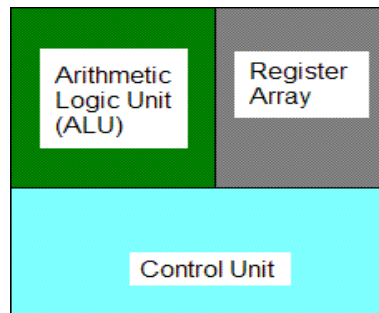 Arithmetic
Logic Unit
(ALU)
Register
Array
Control Unit